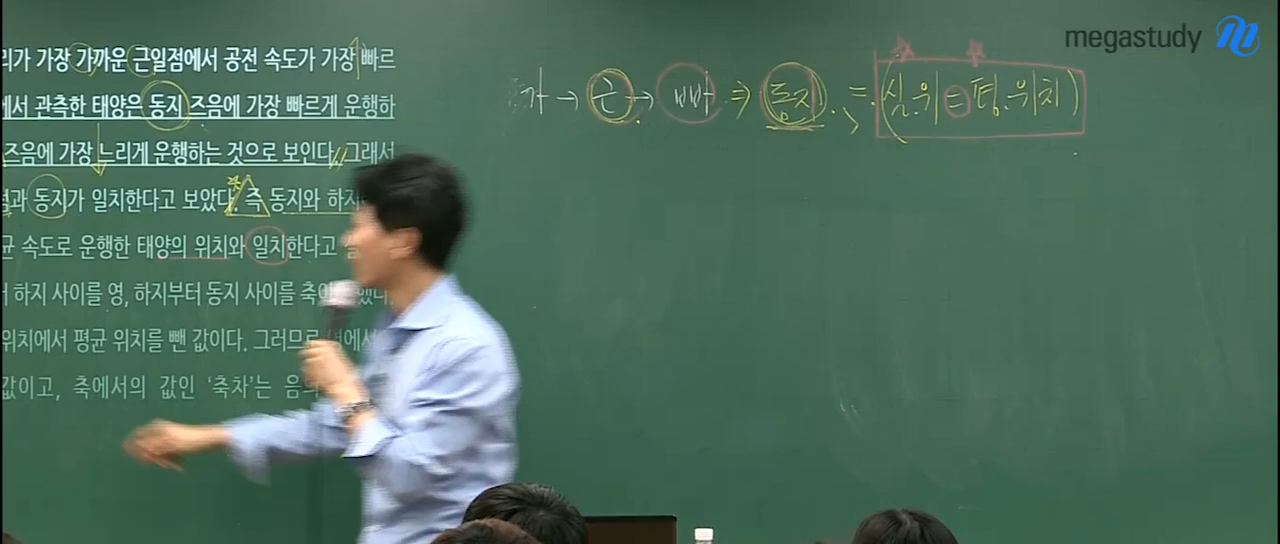 megastudy
리가 가장 가까운 근일점에서 공전 속도가 가장 빠르
에서 관측한 태양은 동지 즈음에 가장 빠르게 운행하
즈음에 가장 느리게 운행하는 것으로 보인다. 그래서
점과 동지가 일치한다고 보았다. 즉 동지와 하지
균 속도로 운행한 태양의 위치와 일치한다고
하지 사이를 영, 하지부터 동지 사이를
위치에서 평균 위치를 뺀 값이다. 그러므로
값이고, 축에서의 값인 ‘축차’는 음의
가 → 근 → 빠 ⇒ 동지 = (실.위 = 평.위치)